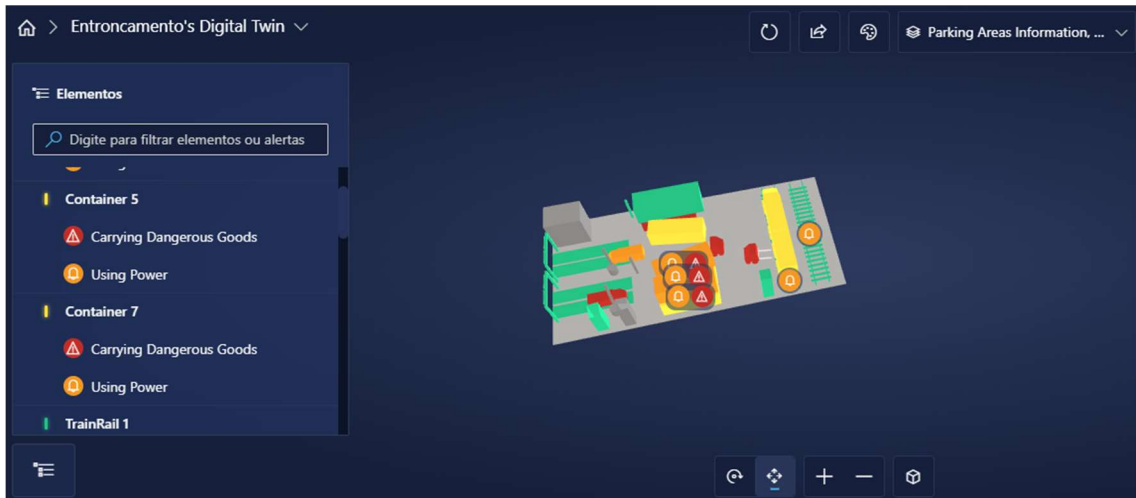 Entroncamento's Digital Twin
Parking Areas Information, ...
Elementos
Digite para filtrar elementos ou alertas
Container 5
Carrying Dangerous Goods
Using Power
Container 7
Carrying Dangerous Goods
Using Power
TrainRail 1